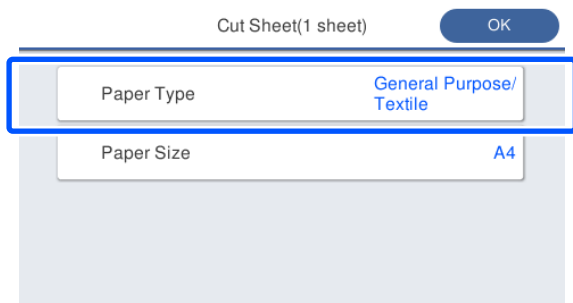 Cut Sheet(1 sheet)
OK
Paper Type
General Purpose/
Textile
Paper Size
A4